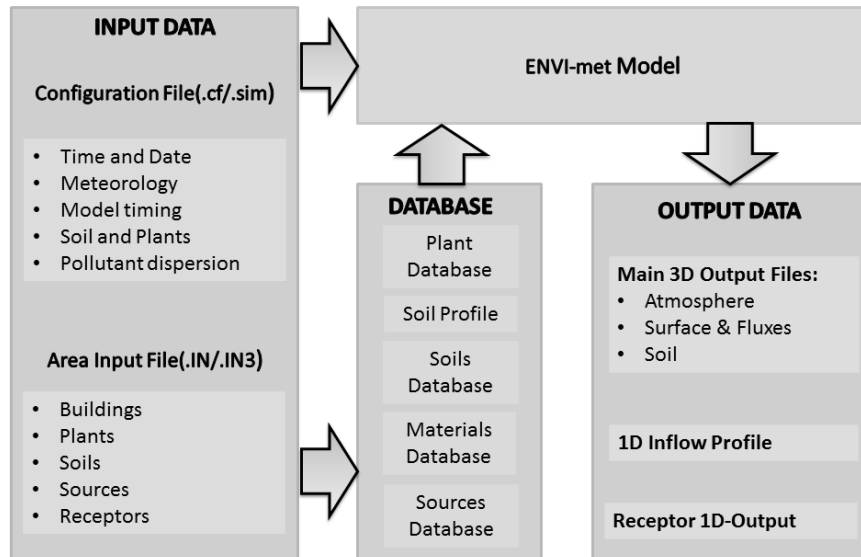 INPUT DATA
Configuration File(.cf/.sim)
• Time and Date
• Meteorology
• Model timing
• Soil and Plants
• Pollutant dispersion
Area Input File(.IN/.IN3)
• Buildings
• Plants
• Soils
• Sources
• Receptors
ENVI-met Model
DATABASE
Plant
Database
Soil Profile
Soils
Database
Materials
Database
Sources
Database
OUTPUT DATA
Main 3D Output Files:
• Atmosphere
• Surface & Fluxes
• Soil
1D Inflow Profile
Receptor 1D-Output